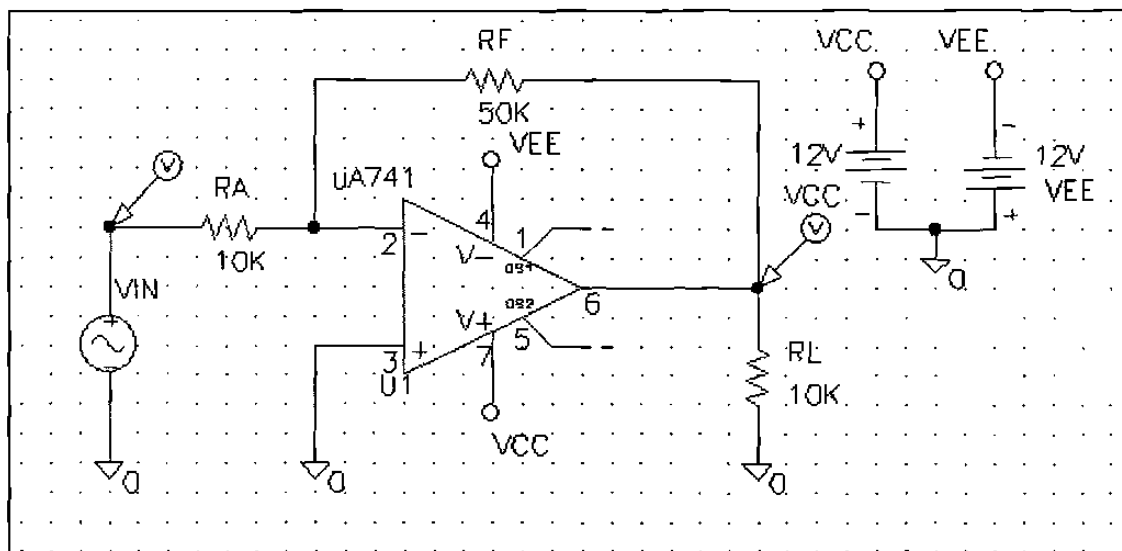 RF
50K
VCC
VEE
VEE
12V
VCC
12V
VEE
+
-
-
+
V
RA
10K
UA741
4
V-
1
OS1
2
-
V
VIN
+
6
OS2
5
V+
7
3
+
U1
VCC
RL
10K
0
0
0
0